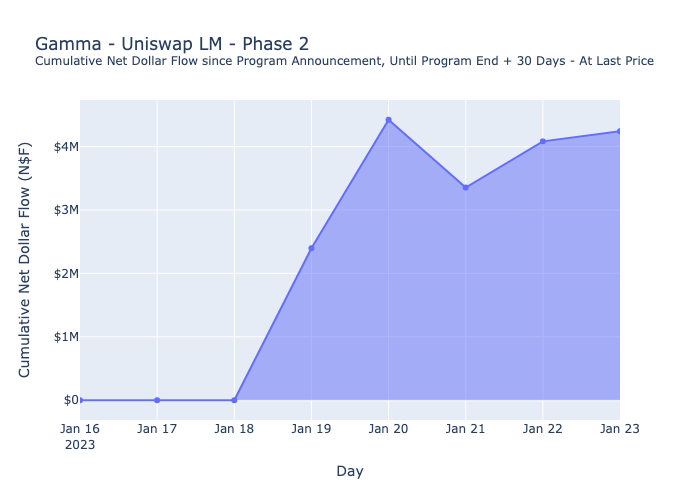 Gamma - Uniswap LM - Phase 2
Cumulative Net Dollar Flow since Program Announcement, Until Program End + 30 Days - At Last Price
Cumulative Net Dollar Flow (N$F)
$4M
$3M
$2M
$1M
$0
Jan 16 Jan 17 Jan 18 Jan 19 Jan 20 Jan 21 Jan 22 Jan 23
2023
Day